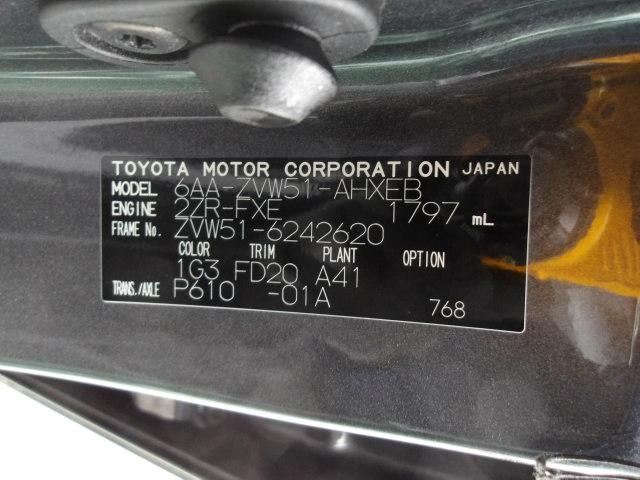 TOYOTA MOTOR CORPORATION JAPAN
MODEL 6AA-ZVW51-AHXEB
ENGINE 2ZR-FXE 1797 mL
FRAME No. ZVW51-6242620
COLOR TRIM PLANT OPTION
1G3 FD20 A41
TRANS./AXLE P610 -01A
768